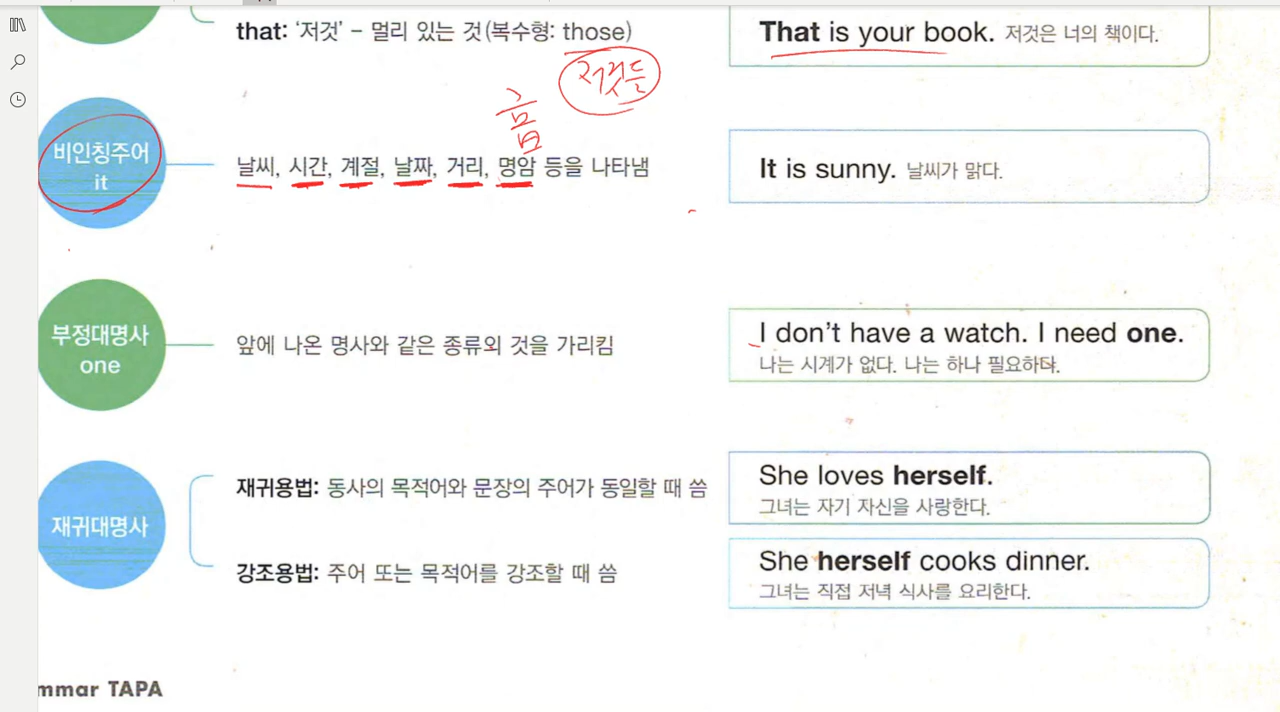 that: '저것' – 멀리 있는 것(복수형: those)
저것들
That is your book. 저것은 너의 책이다.
비인칭주어
it
날씨, 시간, 계절, 날짜, 거리, 명암 등을 나타냄
It is sunny. 날씨가 맑다.
부정대명사
one
앞에 나온 명사와 같은 종류의 것을 가리킴
I don't have a watch. I need one.
나는 시계가 없다. 나는 하나 필요하다.
재귀대명사
재귀용법: 동사의 목적어와 문장의 주어가 동일할 때 씀
She loves herself.
그녀는 자기 자신을 사랑한다.
강조용법: 주어 또는 목적어를 강조할 때 씀
She herself cooks dinner.
그녀는 직접 저녁 식사를 요리한다.
mmar TAPA